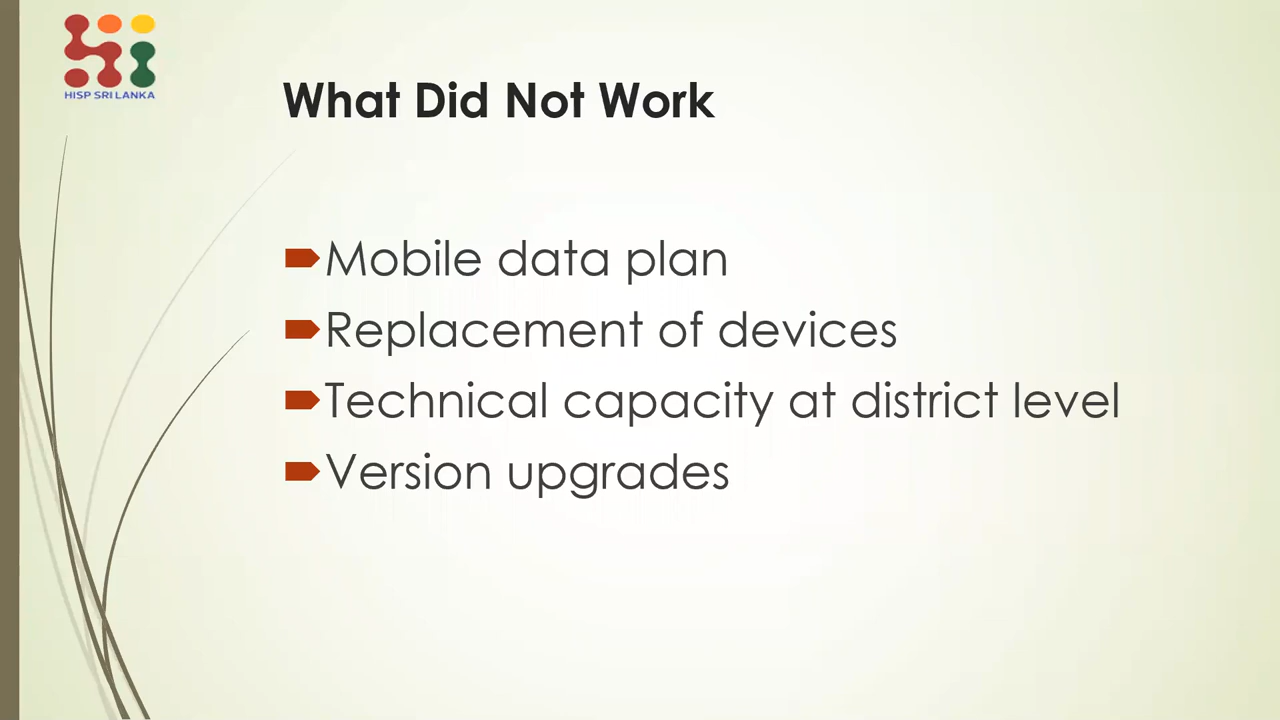 HISP SRI LANKA
What Did Not Work
Mobile data plan
Replacement of devices
Technical capacity at district level
Version upgrades